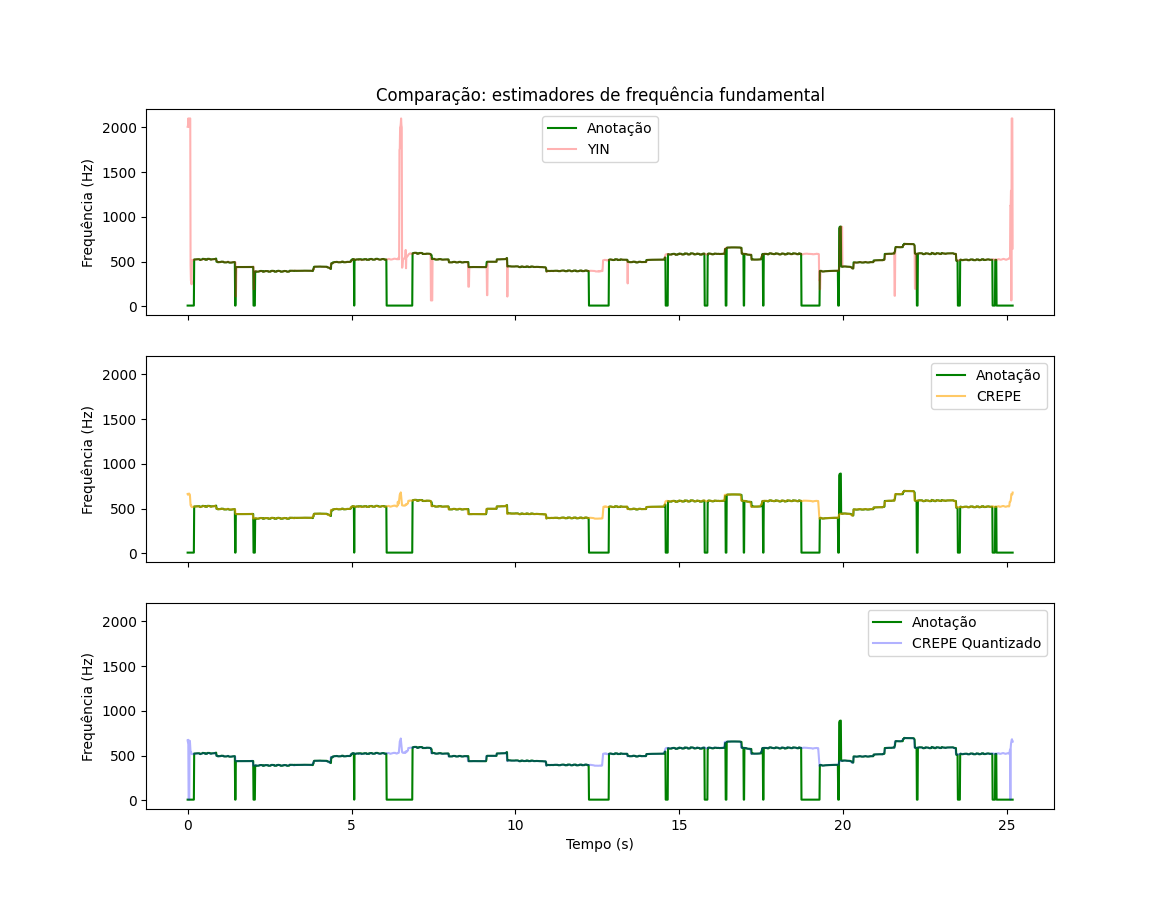 Comparação: estimadores de frequência fundamental
Frequência (Hz)
2000
1500
1000
500
0
Anotação
YIN
Frequência (Hz)
2000
1500
1000
500
0
Anotação
CREPE
Frequência (Hz)
2000
1500
1000
500
0
Anotação
CREPE Quantizado
0 5 10 15 20 25
Tempo (s)